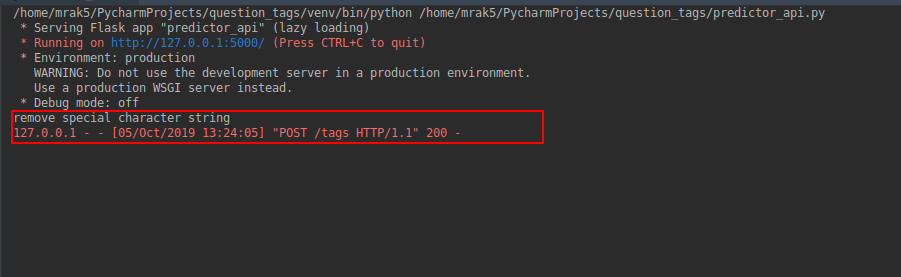 /home/mrak5/PycharmProjects/question_tags/venv/bin/python /home/mrak5/PycharmProjects/question_tags/predictor_api.py
* Serving Flask app "predictor_api" (lazy loading)
* Running on http://127.0.0.1:5000/ (Press CTRL+C to quit)
* Environment: production
WARNING: Do not use the development server in a production environment.
Use a production WSGI server instead.
* Debug mode: off
remove special character string
127.0.0.1 - - [05/Oct/2019 13:24:05] "POST /tags HTTP/1.1" 200 -